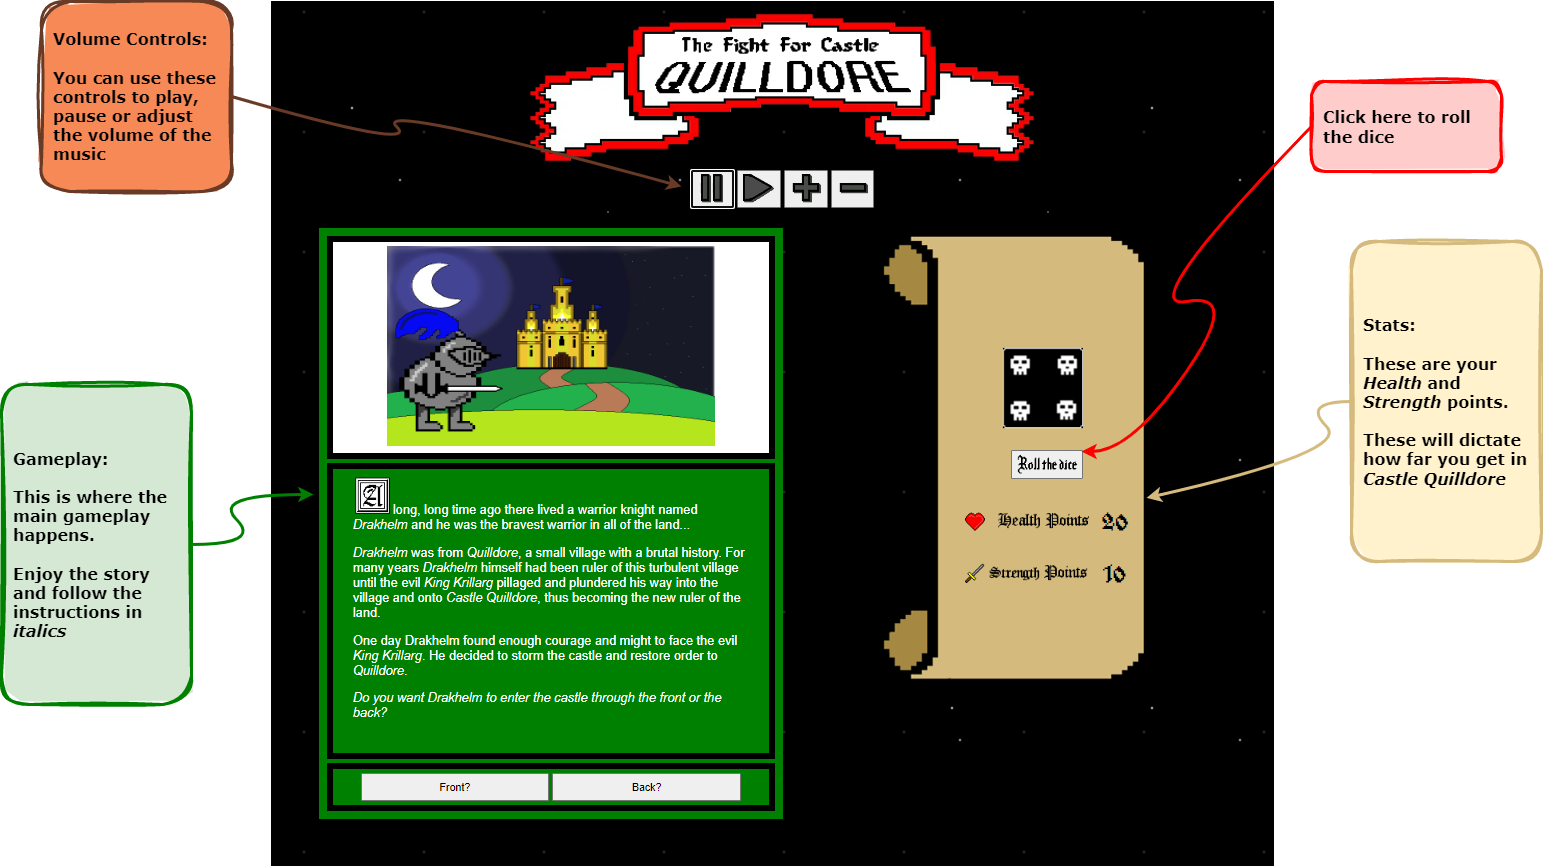 Volume Controls:
You can use these
controls to play,
pause or adjust
the volume of the
music
The Fight For Castle
QUILLDORE
Click here to roll
the dice
Gameplay:
This is where the
main gameplay
happens.
Enjoy the story
and follow the
instructions in
italics
A long, long time ago there lived a warrior knight named
Drakhelm and he was the bravest warrior in all of the land...
Drakhelm was from Quilldore, a small village with a brutal history. For
many years Drakhelm himself had been ruler of this turbulent village
until the evil King Krillarg pillaged and plundered his way into the
village and onto Castle Quilldore, thus becoming the new ruler of the
land.
One day Drakhelm found enough courage and might to face the evil
King Krillarg. He decided to storm the castle and restore order to
Quilldore.
Do you want Drakhelm to enter the castle through the front or the
back?
Front?
Back?
Roll the dice
Health Points 20
Strength Points 10
Stats:
These are your
Health and
Strength points.
These will dictate
how far you get in
Castle Quilldore